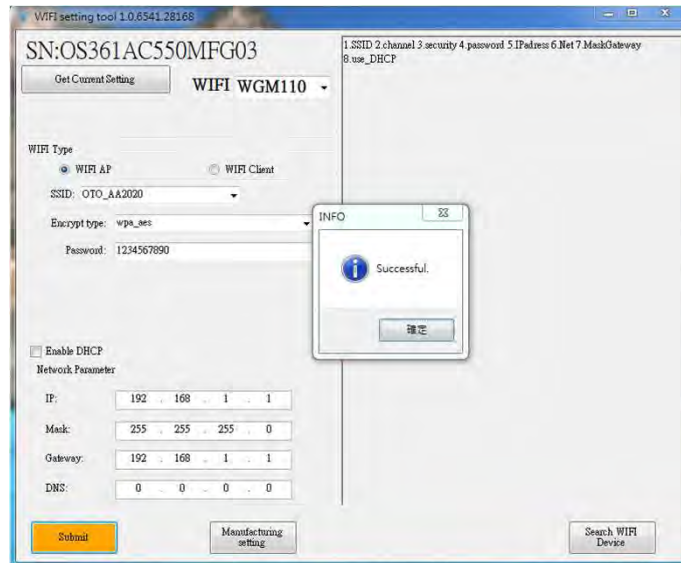 WIFI setting tool 1.0.6541.28168
SN:OS361AC550MFG03
Get Current Setting
WIFI WGM110
1.SSID 2.channel 3.security 4.password 5.IPadress 6.Net 7.MaskGateway
8.use_DHCP
WIFI Type
WIFI AP
WIFI Client
SSID: OTO_AA2020
Encrypt type: wpa_aes
Password: 1234567890
INFO
Successful.
確定
Enable DHCP
Network Parameter
IP: 192 . 168 . 1 . 1
Mask: 255 . 255 . 255 . 0
Gateway: 192 . 168 . 1 . 1
DNS: 0 . 0 . 0 . 0
Submit
Manufacturing
setting
Search WIFI
Device